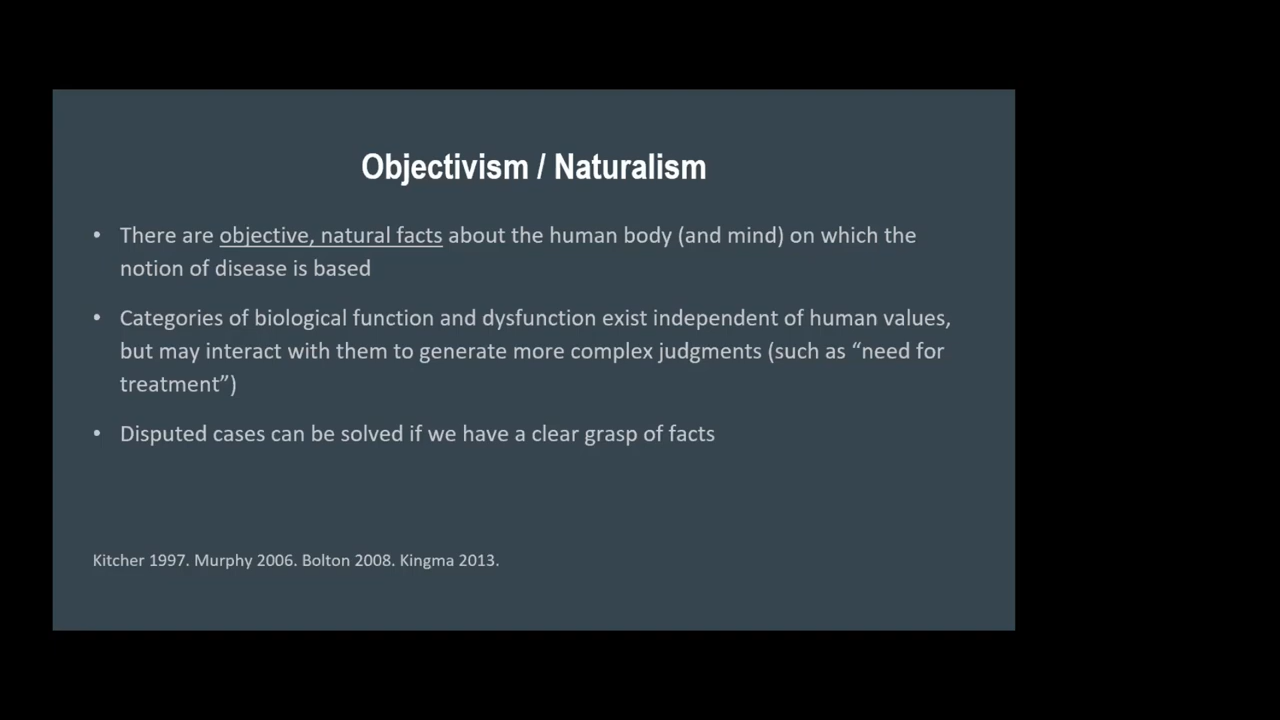 Objectivism / Naturalism
• There are objective, natural facts about the human body (and mind) on which the
notion of disease is based
• Categories of biological function and dysfunction exist independent of human values,
but may interact with them to generate more complex judgments (such as “need for
treatment”)
• Disputed cases can be solved if we have a clear grasp of facts
Kitcher 1997. Murphy 2006. Bolton 2008. Kingma 2013.